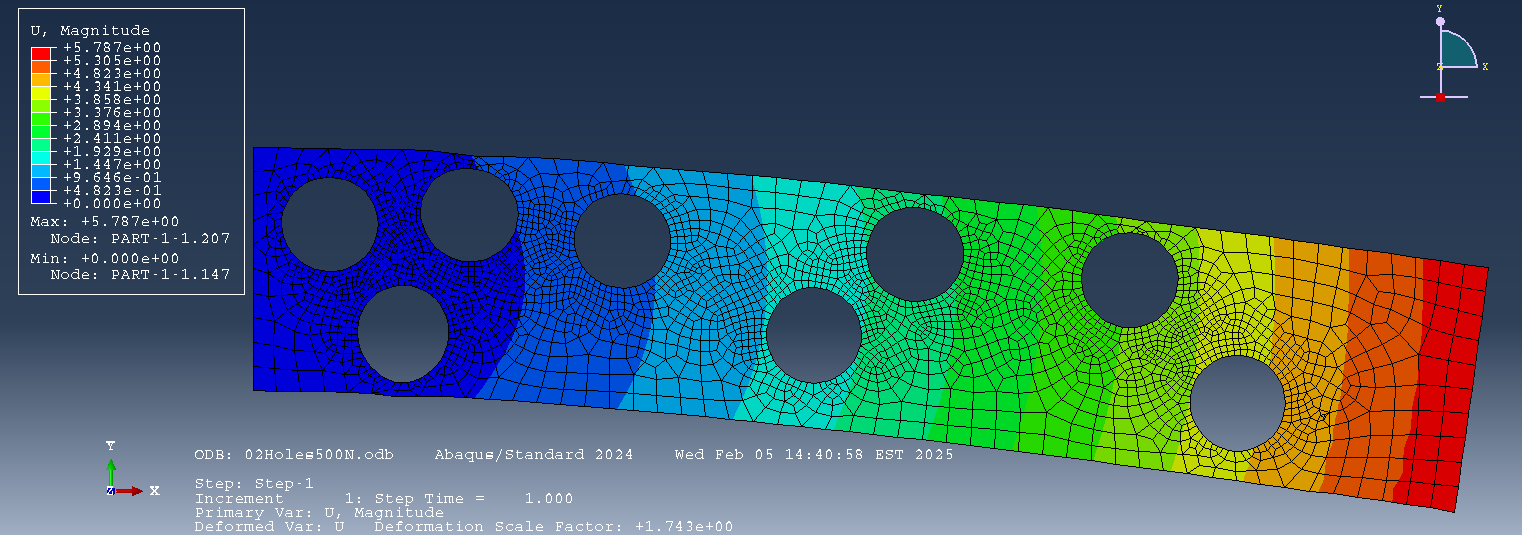 U, Magnitude
+5.787e+00
+5.305e+00
+4.823e+00
+4.341e+00
+3.858e+00
+3.376e+00
+2.894e+00
+2.411e+00
+1.929e+00
+1.447e+00
+9.646e-01
+4.823e-01
+0.000e+00
Max: +5.787e+00
Node: PART-1-1.207
Min: +0.000e+00
Node: PART-1-1.147
Y
Z X
Y
Z X
ODB: 02Holes500N.odb Abaqus/Standard 2024 Wed Feb 05 14:40:58 EST 2025
Step: Step-1
Increment 1: Step Time = 1.000
Primary Var: U, Magnitude
Deformed Var: U Deformation Scale Factor: +1.743e+00